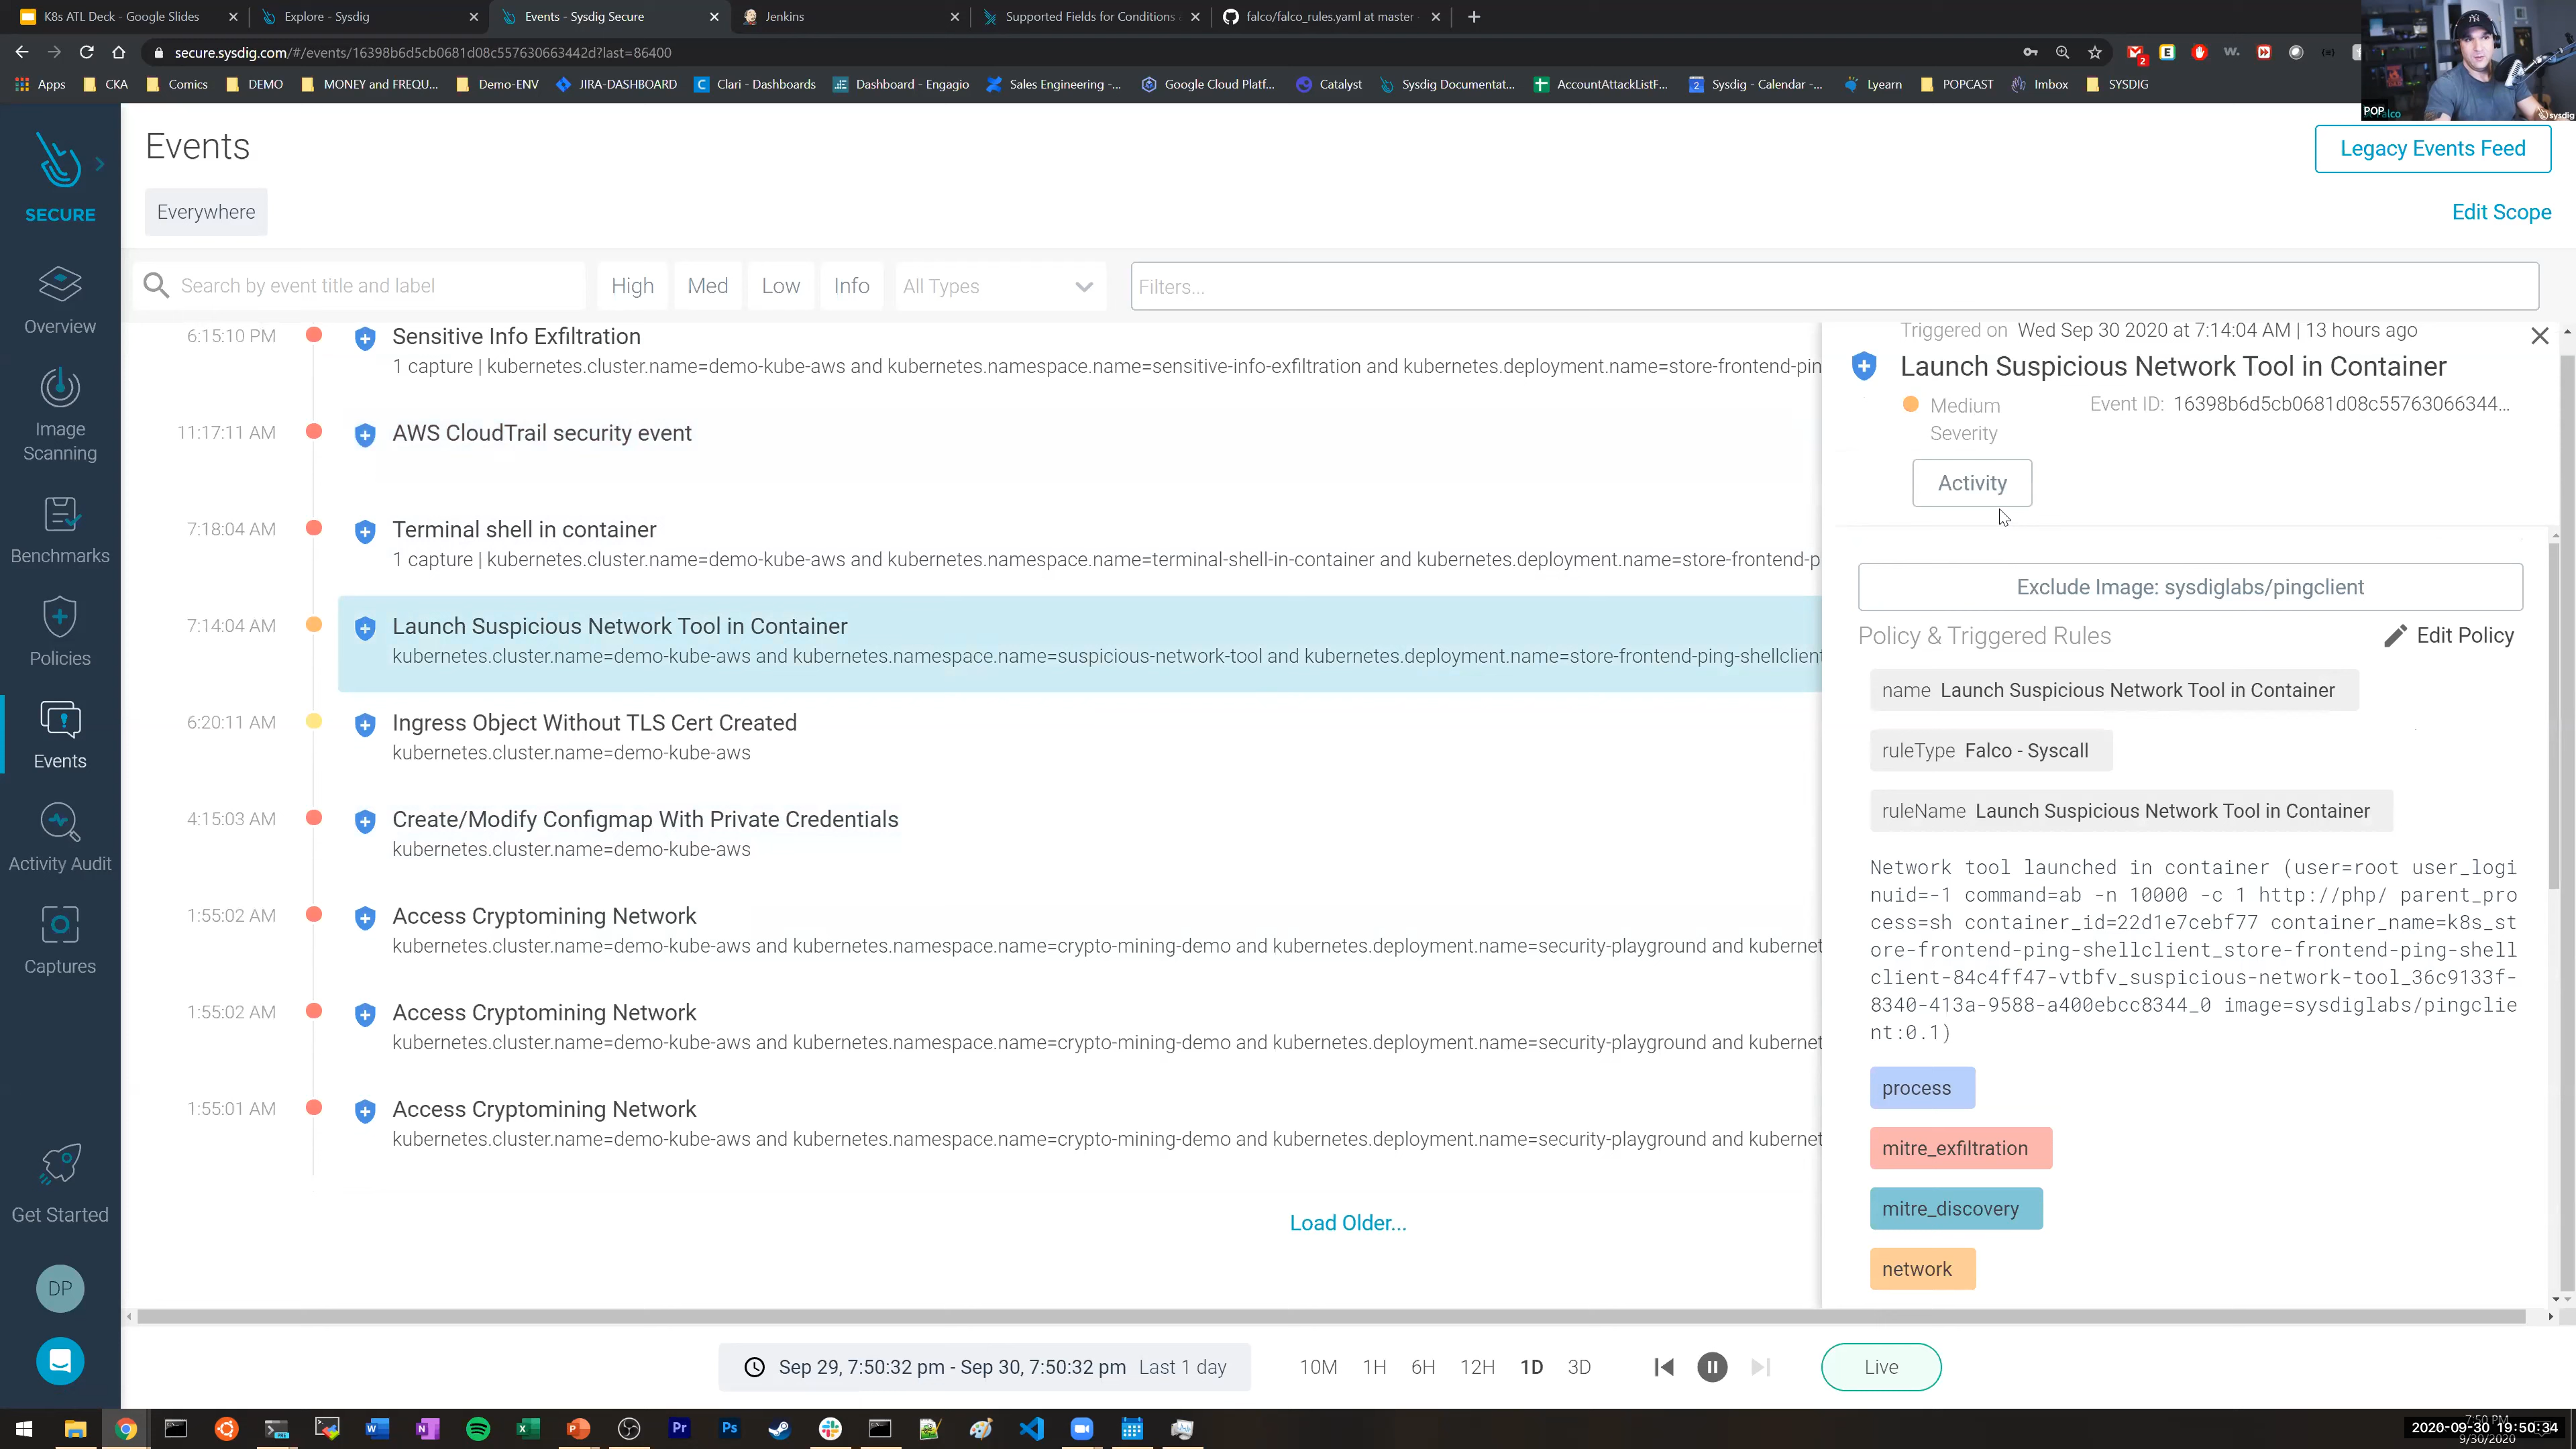 K8s ATL Deck - Google Slides
Explore - Sysdig
Events - Sysdig Secure
Jenkins
Supported Fields for Conditions
falco/falco_rules.yaml at master
secure.sysdig.com/#/events/16398b6d5cb0681d08c557630663442d?last=86400
Apps
CKA
Comics
DEMO
MONEY and FREQU...
Demo-ENV
JIRA-DASHBOARD
Clari - Dashboards
Dashboard - Engagio
Sales Engineering -...
Google Cloud Platf...
Catalyst
Sysdig Documentat...
AccountAttackListF...
Sysdig - Calendar -...
Lyearn
POPCAST
Imbox
SYSDIG
POP
sysdig
SECURE
Overview
Image
Scanning
Benchmarks
Policies
Events
Activity Audit
Captures
Get Started
DP
Events
Legacy Events Feed
Everywhere
Edit Scope
Search by event title and label
High
Med
Low
Info
All Types
Filters...
6:15:10 PM
Sensitive Info Exfiltration
1 capture | kubernetes.cluster.name=demo-kube-aws and kubernetes.namespace.name=sensitive-info-exfiltration and kubernetes.deployment.name=store-frontend-pin
11:17:11 AM
AWS CloudTrail security event
7:18:04 AM
Terminal shell in container
1 capture | kubernetes.cluster.name=demo-kube-aws and kubernetes.namespace.name=terminal-shell-in-container and kubernetes.deployment.name=store-frontend-p
7:14:04 AM
Launch Suspicious Network Tool in Container
kubernetes.cluster.name=demo-kube-aws and kubernetes.namespace.name=suspicious-network-tool and kubernetes.deployment.name=store-frontend-ping-shellclient
6:20:11 AM
Ingress Object Without TLS Cert Created
kubernetes.cluster.name=demo-kube-aws
4:15:03 AM
Create/Modify Configmap With Private Credentials
kubernetes.cluster.name=demo-kube-aws
1:55:02 AM
Access Cryptomining Network
kubernetes.cluster.name=demo-kube-aws and kubernetes.namespace.name=crypto-mining-demo and kubernetes.deployment.name=security-playground and kubernet
1:55:02 AM
Access Cryptomining Network
kubernetes.cluster.name=demo-kube-aws and kubernetes.namespace.name=crypto-mining-demo and kubernetes.deployment.name=security-playground and kubernet
1:55:01 AM
Access Cryptomining Network
kubernetes.cluster.name=demo-kube-aws and kubernetes.namespace.name=crypto-mining-demo and kubernetes.deployment.name=security-playground and kubernet
Load Older...
Triggered on Wed Sep 30 2020 at 7:14:04 AM | 13 hours ago
Launch Suspicious Network Tool in Container
Medium
Severity
Event ID: 16398b6d5cb0681d08c55763066344...
Activity
Exclude Image: sysdiglabs/pingclient
Policy & Triggered Rules
Edit Policy
name Launch Suspicious Network Tool in Container
ruleType Falco - Syscall
ruleName Launch Suspicious Network Tool in Container
Network tool launched in container (user=root user_logi
nuid=-1 command=ab -n 10000 -c 1 http://php/ parent_pro
cess=sh container_id=22d1e7cebf77 container_name=k8s_st
ore-frontend-ping-shellclient_store-frontend-ping-shell
client-84c4ff47-vtbfv_suspicious-network-tool_36c9133f-
8340-413a-9588-a400ebcc8344_0 image=sysdiglabs/pingclie
nt:0.1)
process
mitre_exfiltration
mitre_discovery
network
Sep 29, 7:50:32 pm - Sep 30, 7:50:32 pm Last 1 day
10M
1H
6H
12H
1D
3D
Live
7:50 PM
2020-09-30 19:50:34
9/30/2020